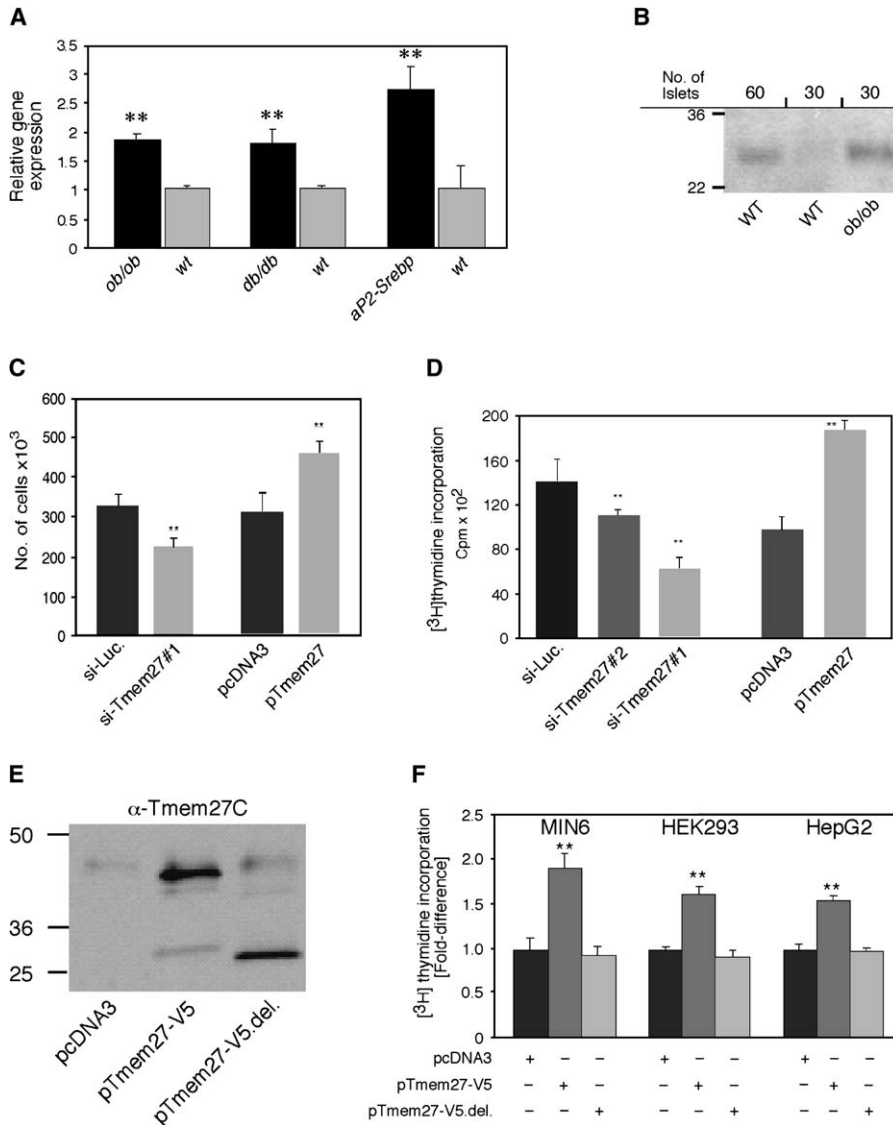 A
Relative gene
expression
3.5
3
2.5
2
1.5
1
0.5
0
** ** **
ob/ob wt db/db wt aP2-Srebp wt
B
No. of
Islets 60 30 30
36
22
WT WT ob/ob
C
No. of cells x10³
600
500
400
300
200
100
0
** **
si-Luc. si-Tmem27#1 pcDNA3 pTmem27
D
[³H]thymidine incorporation
Cpm x 10²
200
160
120
80
40
0
** ** **
si-Luc. si-Tmem27#2 si-Tmem27#1 pcDNA3 pTmem27
E
α-Tmem27C
50
36
25
pcDNA3 pTmem27-V5 pTmem27-V5.del.
F
[³H] thymidine incorporation
[Fold-difference]
2.5
2.0
1.5
1.0
0.5
0
MIN6 HEK293 HepG2
** ** **
pcDNA3 + – – + – – + – –
pTmem27-V5 – + – – + – – + –
pTmem27-V5.del. – – + – – + – – +